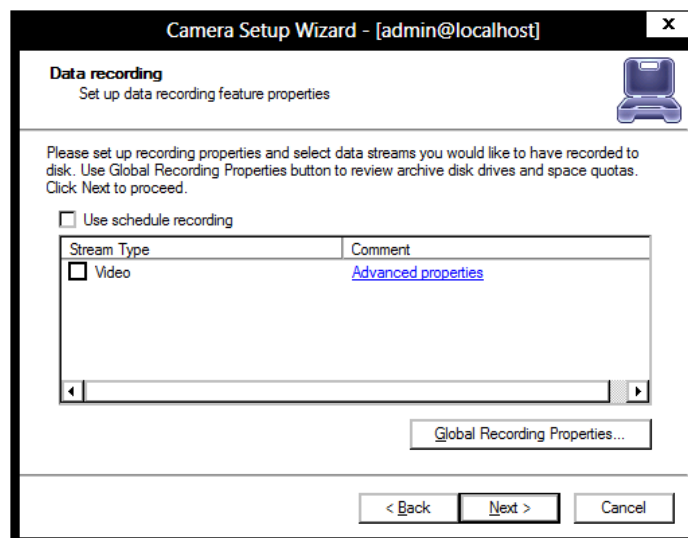 Camera Setup Wizard - [admin@localhost]
x
Data recording
Set up data recording feature properties
Please set up recording properties and select data streams you would like to have recorded to
disk. Use Global Recording Properties button to review archive disk drives and space quotas.
Click Next to proceed.
Use schedule recording
Stream Type Comment
Video Advanced properties
Global Recording Properties...
< Back Next > Cancel